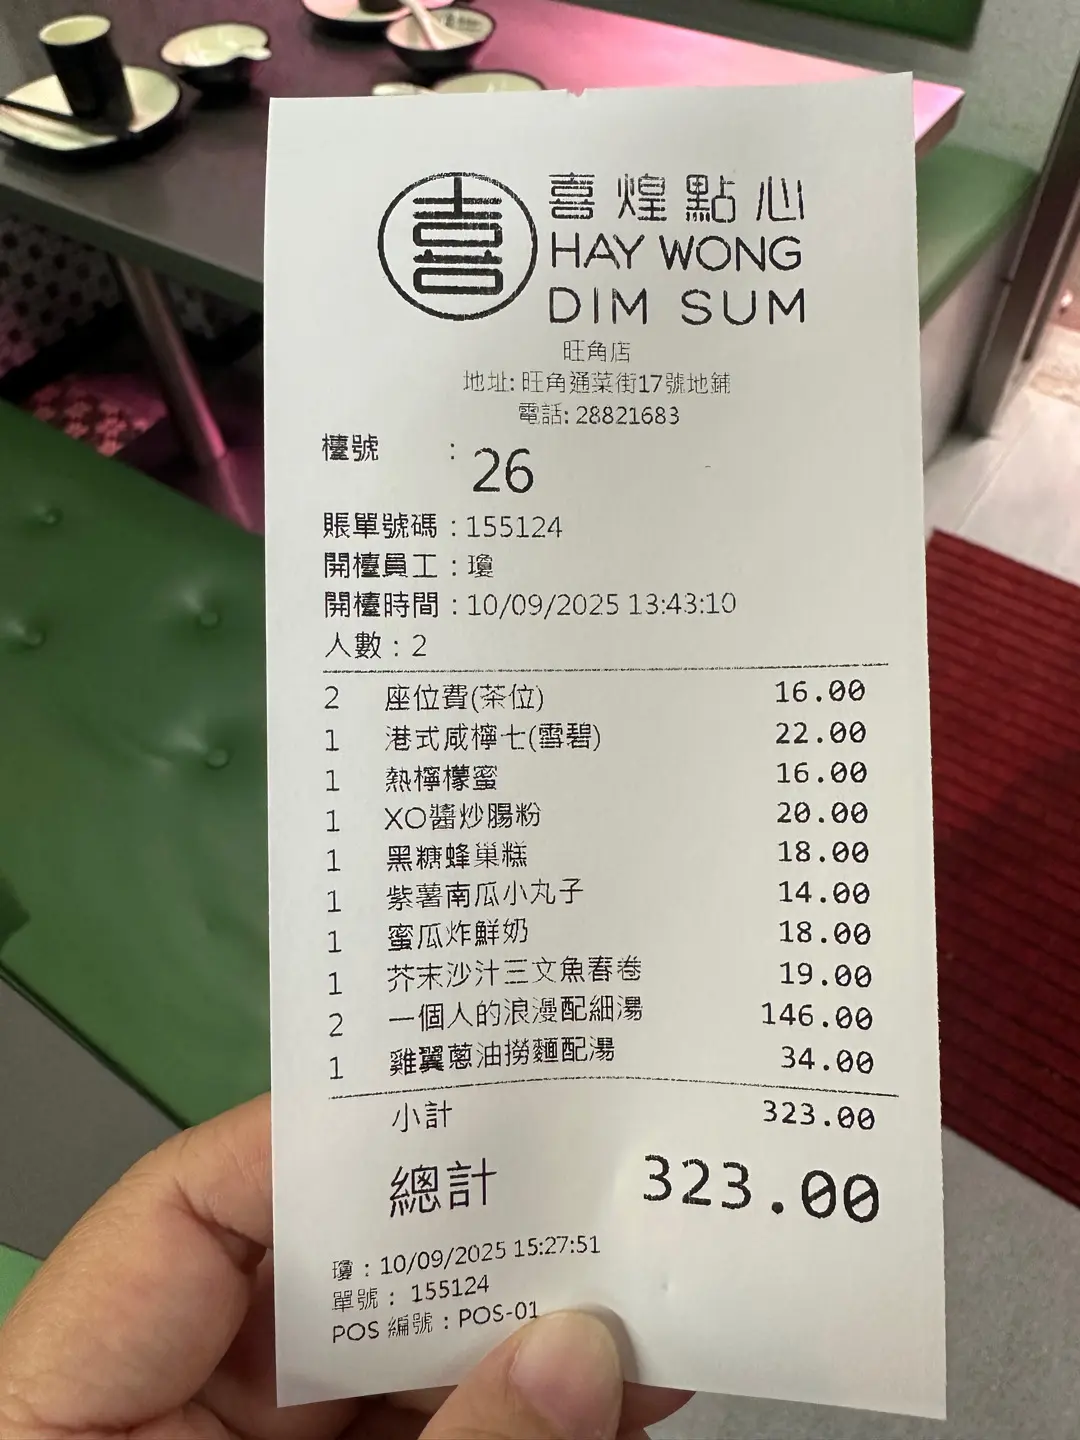 喜
喜煌點心
HAY WONG
DIM SUM
旺角店
地址: 旺角通菜街17號地鋪
電話: 28821683
檯號 : 26
賬單號碼 : 155124
開檯員工 : 瓊
開檯時間 : 10/09/2025 13:43:10
人數 : 2
2 座位費(茶位) 16.00
1 港式咸檸七(雪碧) 22.00
1 熱檸檬蜜 16.00
1 XO醬炒腸粉 20.00
1 黑糖蜂巢糕 18.00
1 紫薯南瓜小丸子 14.00
1 蜜瓜炸鮮奶 18.00
1 芥末沙汁三文魚春卷 19.00
2 一個人的浪漫配細湯 146.00
1 雞翼蔥油撈麵配湯 34.00
小計 323.00
總計 323.00
瓊 : 10/09/2025 15:27:51
單號 : 155124
POS 編號 : POS-01